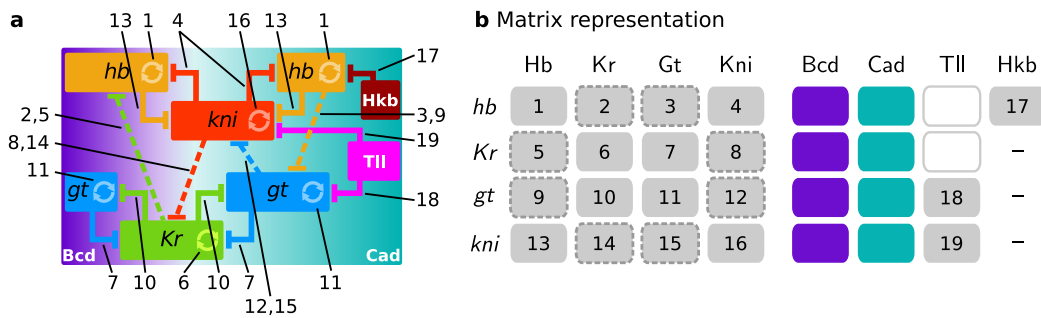 a
13 1 4 16 13 1
17
hb hb
Hkb
kni
2,5
3,9
8,14
19
Tll
11
gt gt
18
Kr
Bcd Cad
7 10 6 10 7 11
12,15
b Matrix representation
Hb Kr Gt Kni Bcd Cad Tll Hkb
hb 1 2 3 4 17
Kr 5 6 7 8 –
gt 9 10 11 12 18 –
kni 13 14 15 16 19 –